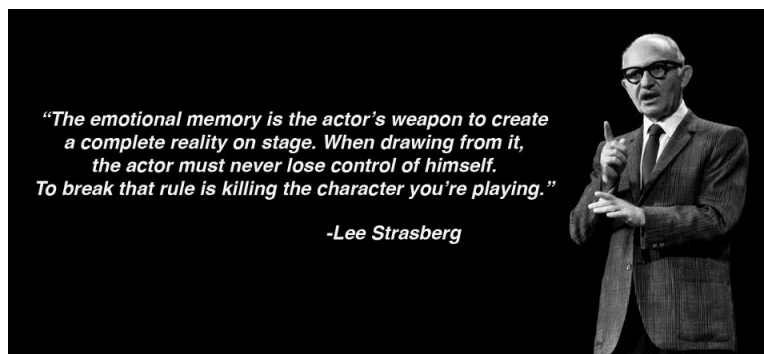 “The emotional memory is the actor’s weapon to create
a complete reality on stage. When drawing from it,
the actor must never lose control of himself.
To break that rule is killing the character you’re playing.”
-Lee Strasberg